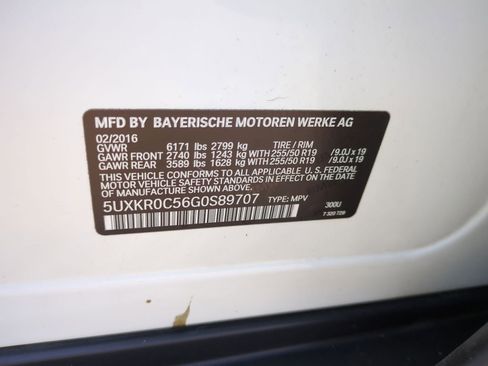 MFD BY BAYERISCHE MOTOREN WERKE AG
02/2016
GVWR 6171 lbs 2799 kg TIRE / RIM
GAWR FRONT 2740 lbs 1243 kg WITH 255/50 R19 /9.0J x 19
GAWR REAR 3589 lbs 1628 kg WITH 255/50 R19 /9.0J x 19
THIS VEHICLE CONFORMS TO ALL APPLICABLE U.S. FEDERAL
MOTOR VEHICLE SAFETY STANDARDS IN EFFECT ON THE DATE
OF MANUFACTURE SHOWN ABOVE.
5UXKR0C56G0S89707 TYPE: MPV 300U
7 320 728